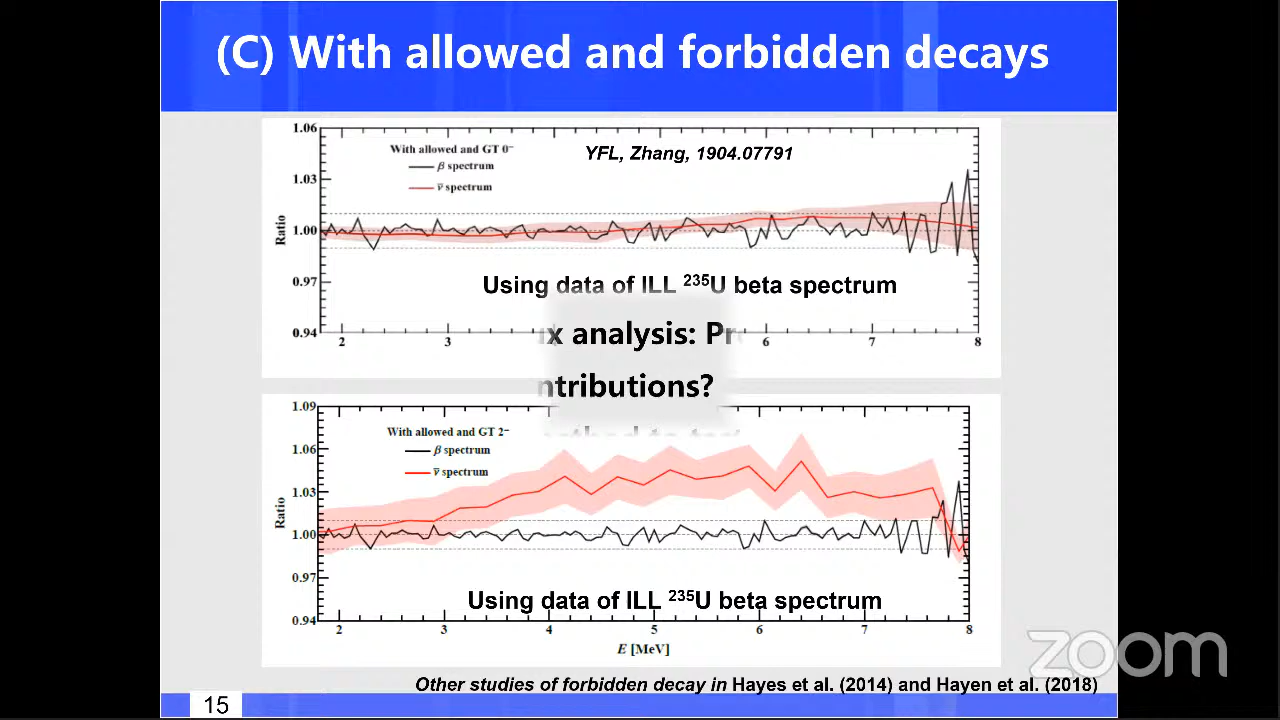 (C) With allowed and forbidden decays
1.06
With allowed and GT 0⁻
YFL, Zhang, 1904.07791
β spectrum
1.03
ν̄ spectrum
Ratio
1.00
0.97
Using data of ILL ²³⁵U beta spectrum
0.94
analysis:
2 3 6 7 8
1.09
With allowed and GT 2⁻
β spectrum
1.06
ν̄ spectrum
1.03
Ratio
1.00
0.97
Using data of ILL ²³⁵U beta spectrum
0.94
2 3 4 5 6 7 8
E [MeV]
zoom
Other studies of forbidden decay in Hayes et al. (2014) and Hayen et al. (2018)
15